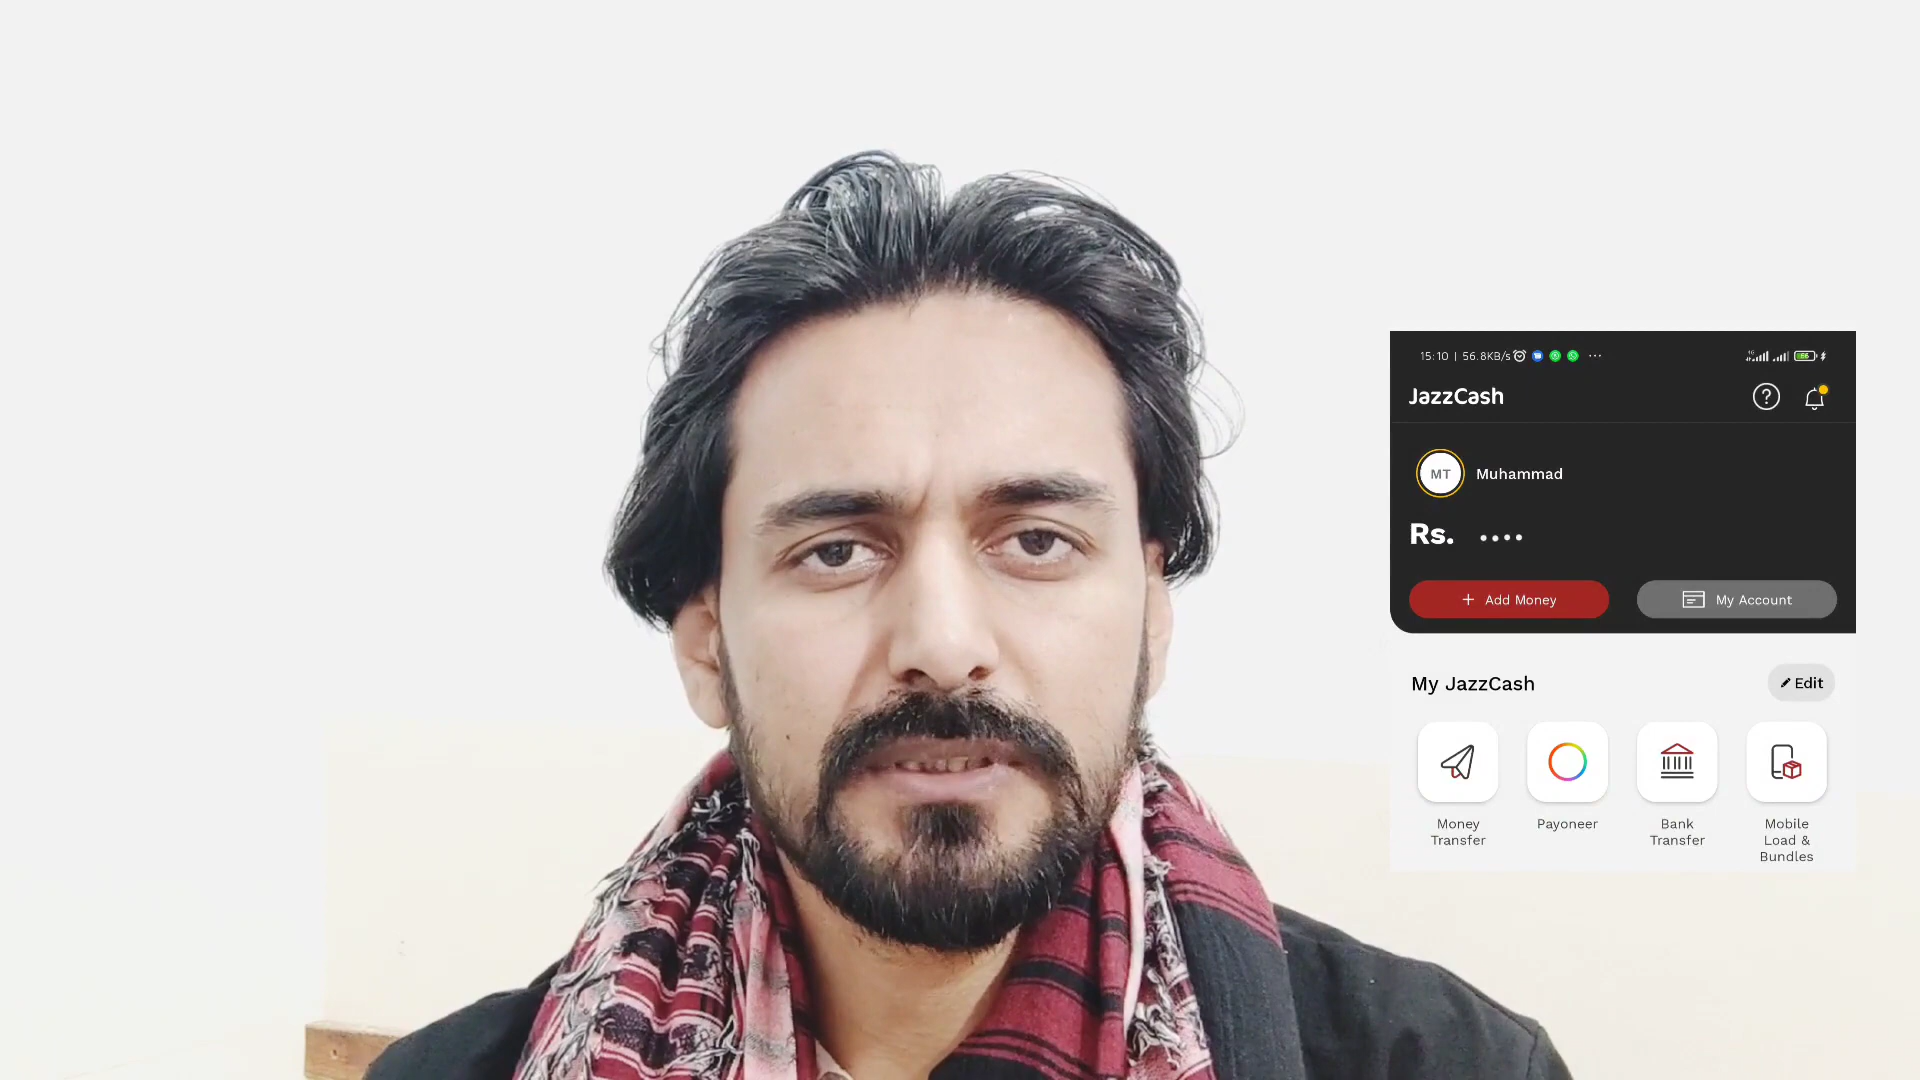 15:10 | 56.8KB/s
JazzCash
MT Muhammad
Rs. ••••
+ Add Money
My Account
My JazzCash
Edit
Money
Transfer
Payoneer
Bank
Transfer
Mobile
Load &
Bundles